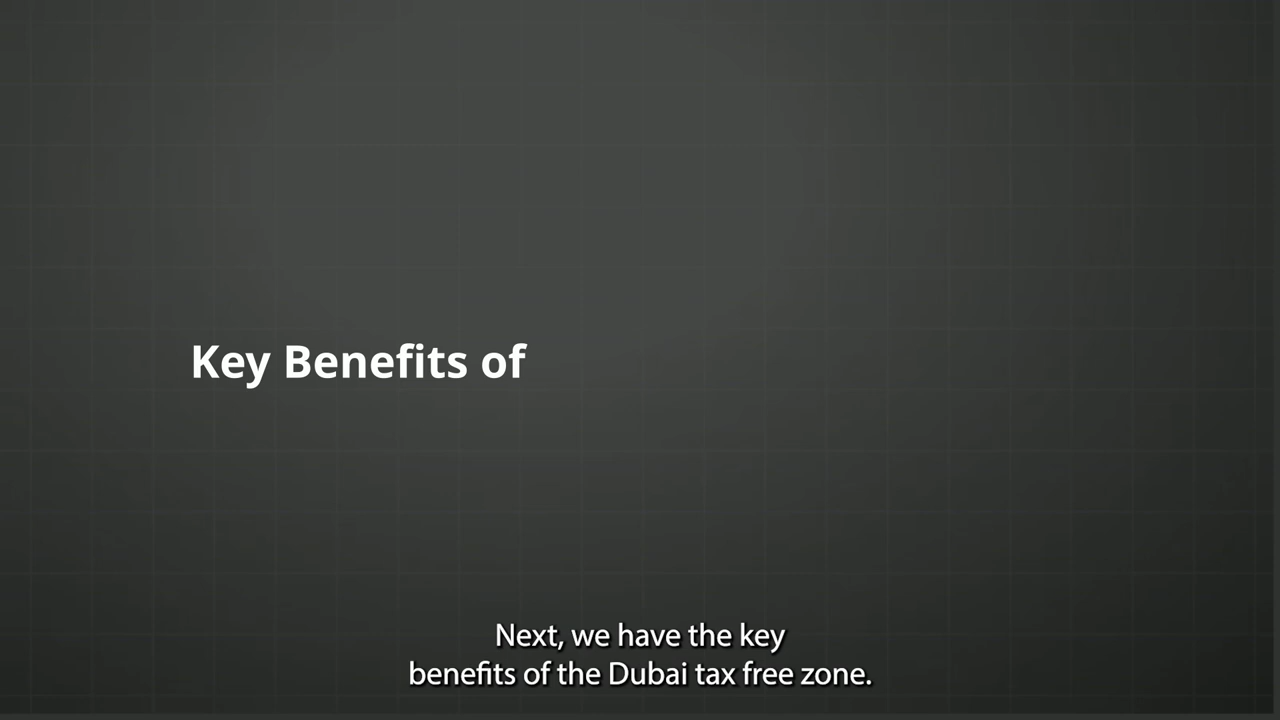 Key Benefits of
Next, we have the key
benefits of the Dubai tax free zone.